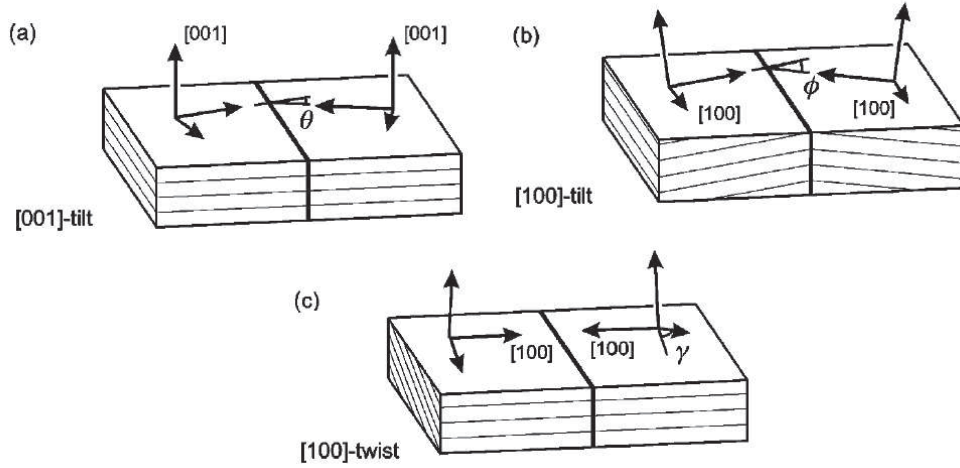 (a)
[001]
[001]
θ
[001]-tilt
(b)
[100]
ϕ
[100]
[100]-tilt
(c)
[100]
[100]
γ
[100]-twist